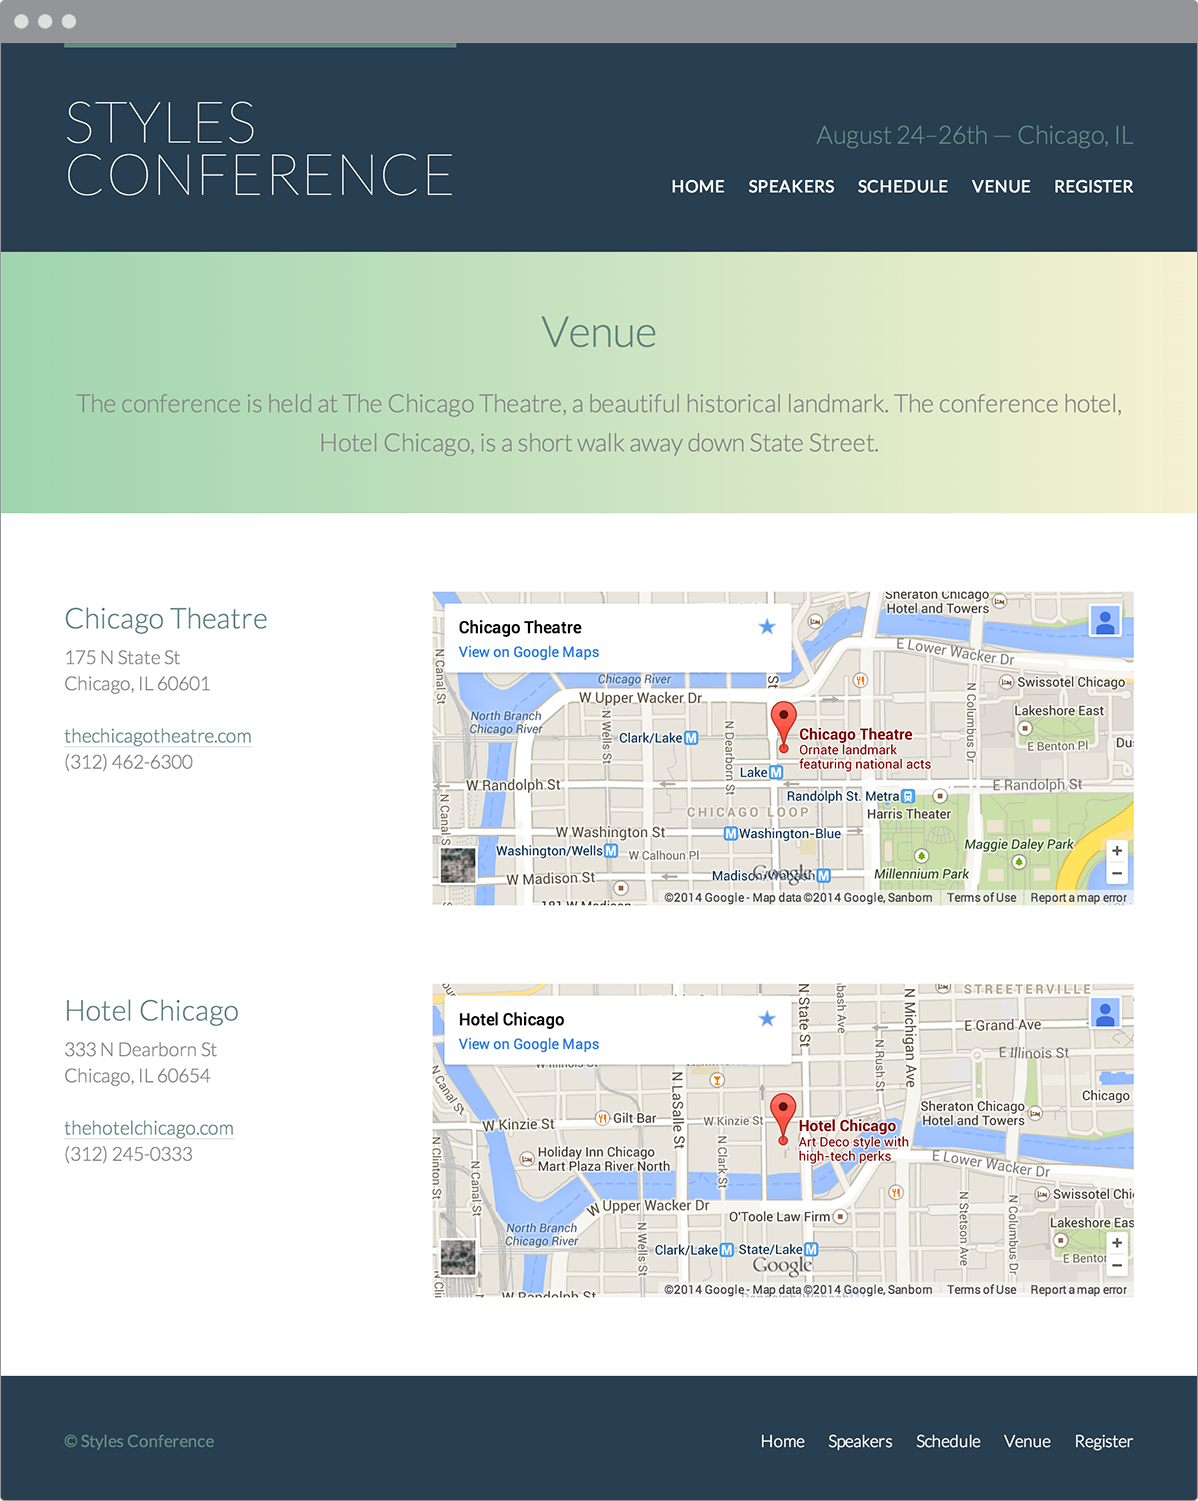 STYLES
CONFERENCE
August 24–26th — Chicago, IL
HOME SPEAKERS SCHEDULE VENUE REGISTER
Venue
The conference is held at The Chicago Theatre, a beautiful historical landmark. The conference hotel,
Hotel Chicago, is a short walk away down State Street.
Chicago Theatre
175 N State St
Chicago, IL 60601
thechicagotheatre.com
(312) 462-6300
Chicago Theatre
View on Google Maps
Sheraton Chicago
Hotel and Towers
E Lower Wacker Dr
Swissotel Chicago
Lakeshore East
E Benton Pl
N Columbus Dr
N Canal St
Chicago River
W Upper Wacker Dr
North Branch
Chicago River
N Wells St
Clark/Lake M
N Dearborn St
St
Chicago Theatre
Ornate landmark
featuring national acts
Lake M
W Randolph St
E Randolph St
Randolph St. Metra
Harris Theater
CHICAGO LOOP
N Canal S
W Washington St
M Washington-Blue
Maggie Daley Park
Washington/Wells M
W Calhoun Pl
Millennium Park
W Madison St
M
Google
+
−
©2014 Google - Map data ©2014 Google, Sanborn Terms of Use Report a map error
Hotel Chicago
333 N Dearborn St
Chicago, IL 60654
thehotelchicago.com
(312) 245-0333
Hotel Chicago
View on Google Maps
STREETERVILLE
N State St
bash Ave
N Michigan Ave
E Grand Ave
E Illinois St
N Rush St
N Canal St
N LaSalle St
Chicago
W Kinzie St
Gilt Bar
W Kinzie St
Sheraton Chicago
Hotel and Towers
Hotel Chicago
Art Deco style with
high-tech perks
Holiday Inn Chicago
Mart Plaza River North
N Clark St
E Lower Wacker Dr
N Clinton St
N Canal St
W Upper Wacker Dr
O'Toole Law Firm
Swissotel Chi
N Stetson Ave
N Columbus Dr
Lakeshore Eas
North Branch
Chicago River
N Wells St
Clark/Lake M State/Lake M
E Benton
Google
+
−
W Randolph St
©2014 Google - Map data ©2014 Google, Sanborn Terms of Use Report a map error
© Styles Conference
Home Speakers Schedule Venue Register